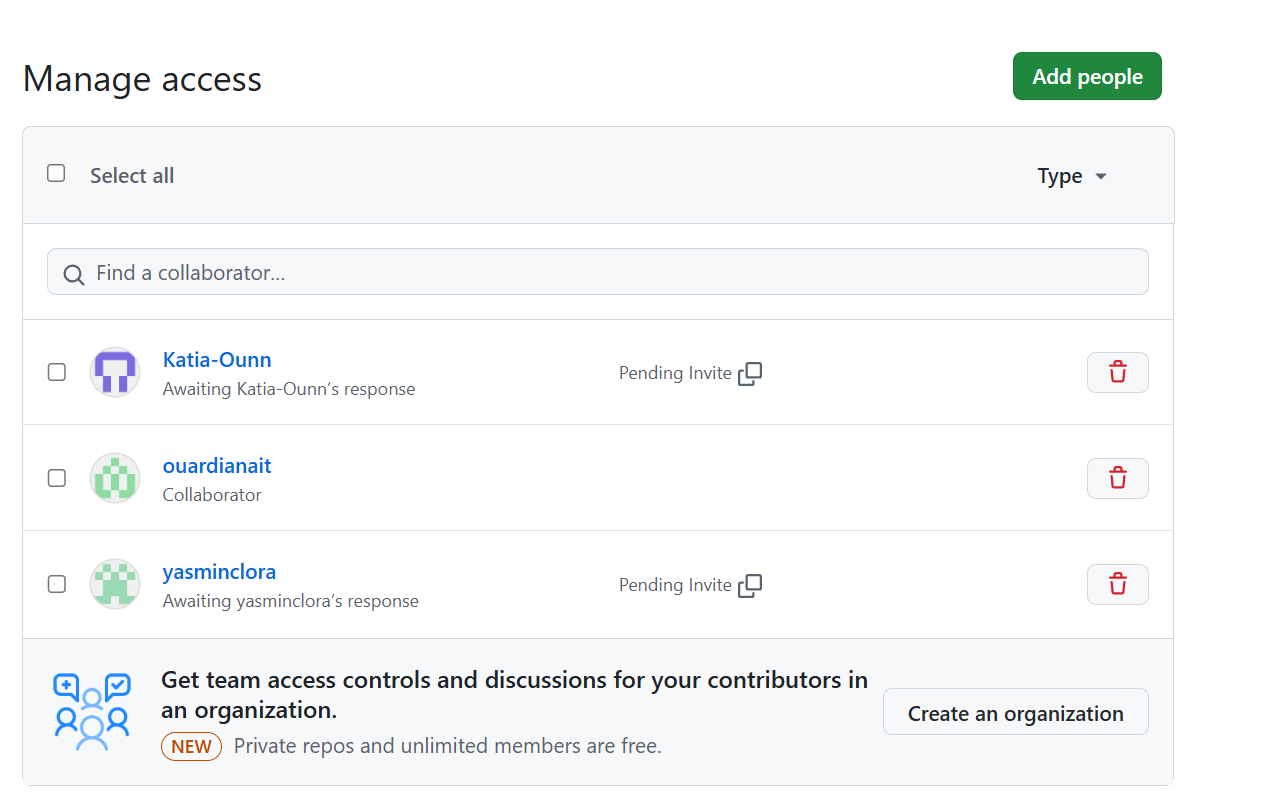 Manage access
Add people
Select all
Type
Find a collaborator...
Katia-Ounn
Awaiting Katia-Ounn’s response
Pending Invite
ouardianait
Collaborator
yasminclora
Awaiting yasminclora’s response
Pending Invite
Get team access controls and discussions for your contributors in
an organization.
NEW Private repos and unlimited members are free.
Create an organization